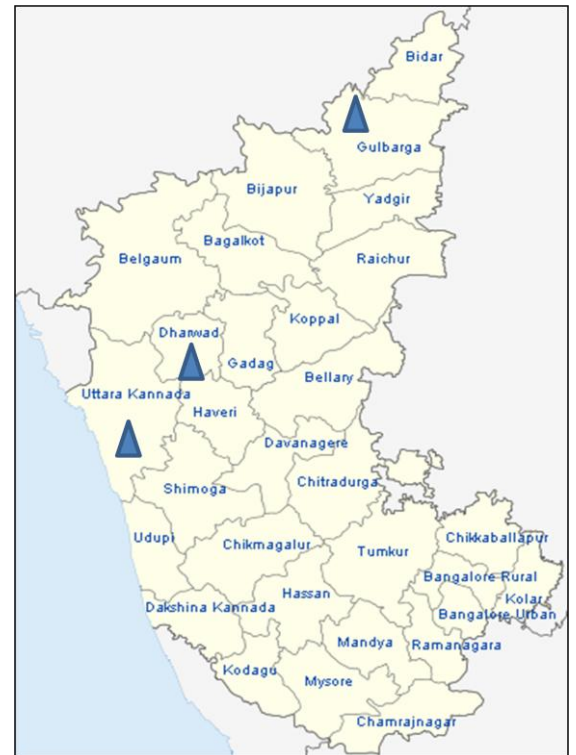 Bidar
Gulbarga
Bijapur
Yadgir
Bagalkot
Belgaum
Raichur
Koppal
Dharwad
Gadag
Bellary
Uttara Kannada
Haveri
Davanagere
Shimoga
Chitradurga
Udupi
Chikmagalur
Tumkur
Chikkaballapur
Bangalore Rural
Hassan
Kolar
Dakshina Kannada
Bangalore Urban
Mandya
Ramanagara
Kodagu
Mysore
Chamrajnagar